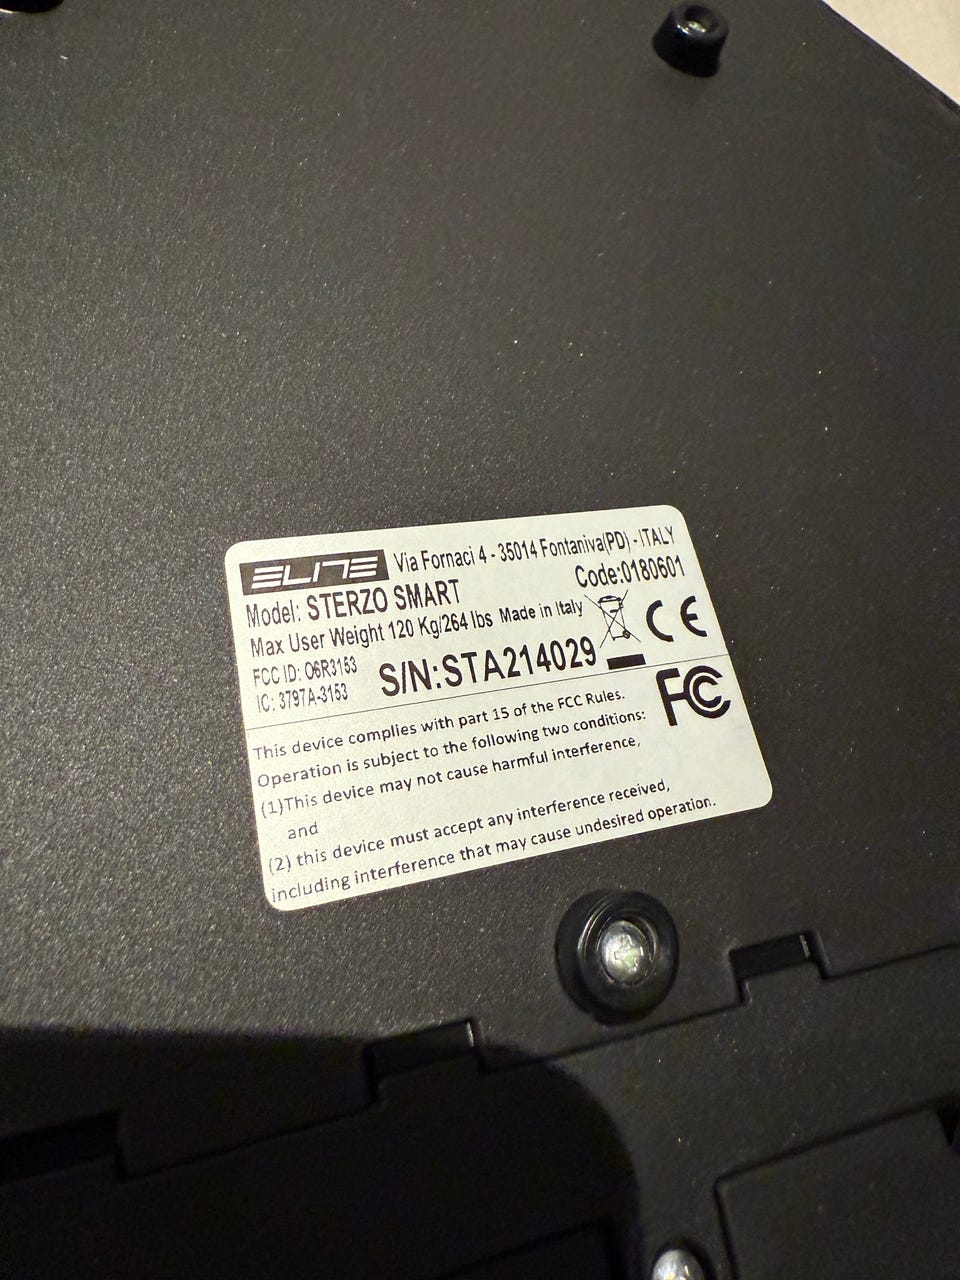 ELITE Via Fornaci 4 - 35014 Fontaniva(PD) - ITALY
Code:0180601
Model: STERZO SMART
Max User Weight 120 Kg/264 lbs Made in Italy
FCC ID: O6R3153
IC: 3797A-3153
S/N:STA214029
CE
FC
This device complies with part 15 of the FCC Rules.
Operation is subject to the following two conditions:
(1)This device may not cause harmful interference,
and
(2) this device must accept any interference received,
including interference that may cause undesired operation.